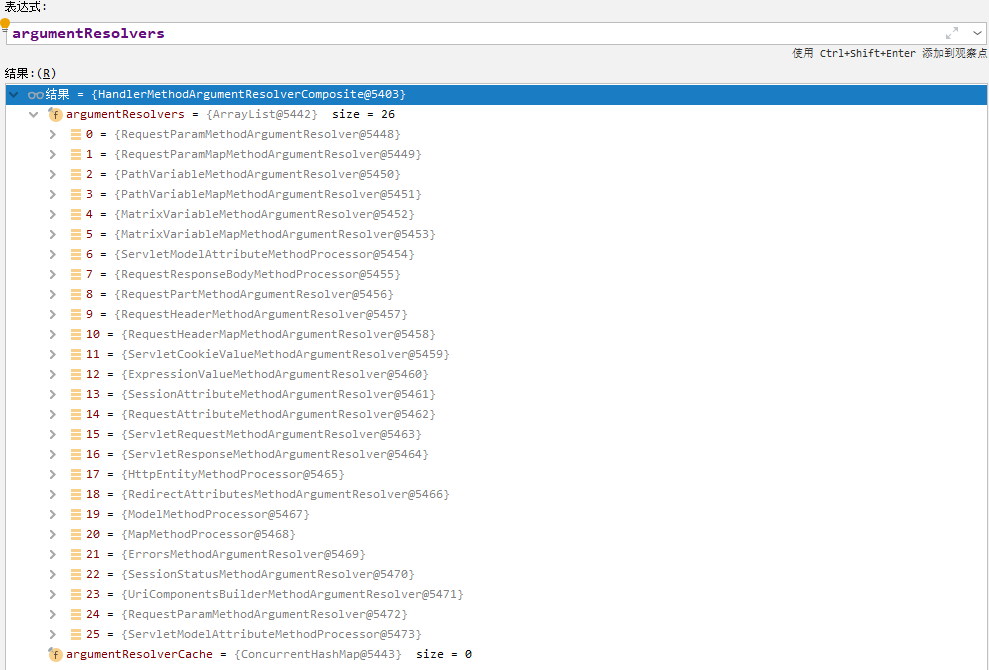 表达式:
argumentResolvers
使用 Ctrl+Shift+Enter 添加到观察点
结果:(R)
结果 = {HandlerMethodArgumentResolverComposite@5403}
argumentResolvers = {ArrayList@5442} size = 26
0 = {RequestParamMethodArgumentResolver@5448}
1 = {RequestParamMapMethodArgumentResolver@5449}
2 = {PathVariableMethodArgumentResolver@5450}
3 = {PathVariableMapMethodArgumentResolver@5451}
4 = {MatrixVariableMethodArgumentResolver@5452}
5 = {MatrixVariableMapMethodArgumentResolver@5453}
6 = {ServletModelAttributeMethodProcessor@5454}
7 = {RequestResponseBodyMethodProcessor@5455}
8 = {RequestPartMethodArgumentResolver@5456}
9 = {RequestHeaderMethodArgumentResolver@5457}
10 = {RequestHeaderMapMethodArgumentResolver@5458}
11 = {ServletCookieValueMethodArgumentResolver@5459}
12 = {ExpressionValueMethodArgumentResolver@5460}
13 = {SessionAttributeMethodArgumentResolver@5461}
14 = {RequestAttributeMethodArgumentResolver@5462}
15 = {ServletRequestMethodArgumentResolver@5463}
16 = {ServletResponseMethodArgumentResolver@5464}
17 = {HttpEntityMethodProcessor@5465}
18 = {RedirectAttributesMethodArgumentResolver@5466}
19 = {ModelMethodProcessor@5467}
20 = {MapMethodProcessor@5468}
21 = {ErrorsMethodArgumentResolver@5469}
22 = {SessionStatusMethodArgumentResolver@5470}
23 = {UriComponentsBuilderMethodArgumentResolver@5471}
24 = {RequestParamMethodArgumentResolver@5472}
25 = {ServletModelAttributeMethodProcessor@5473}
argumentResolverCache = {ConcurrentHashMap@5443} size = 0